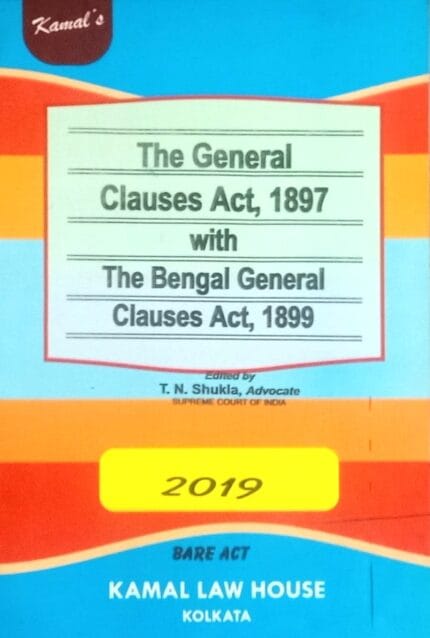 Kamal's
The General
Clauses Act, 1897
with
The Bengal General
Clauses Act, 1899
Edited by
T. N. Shukla, Advocate
SUPREME COURT OF INDIA
2019
BARE ACT
KAMAL LAW HOUSE
KOLKATA